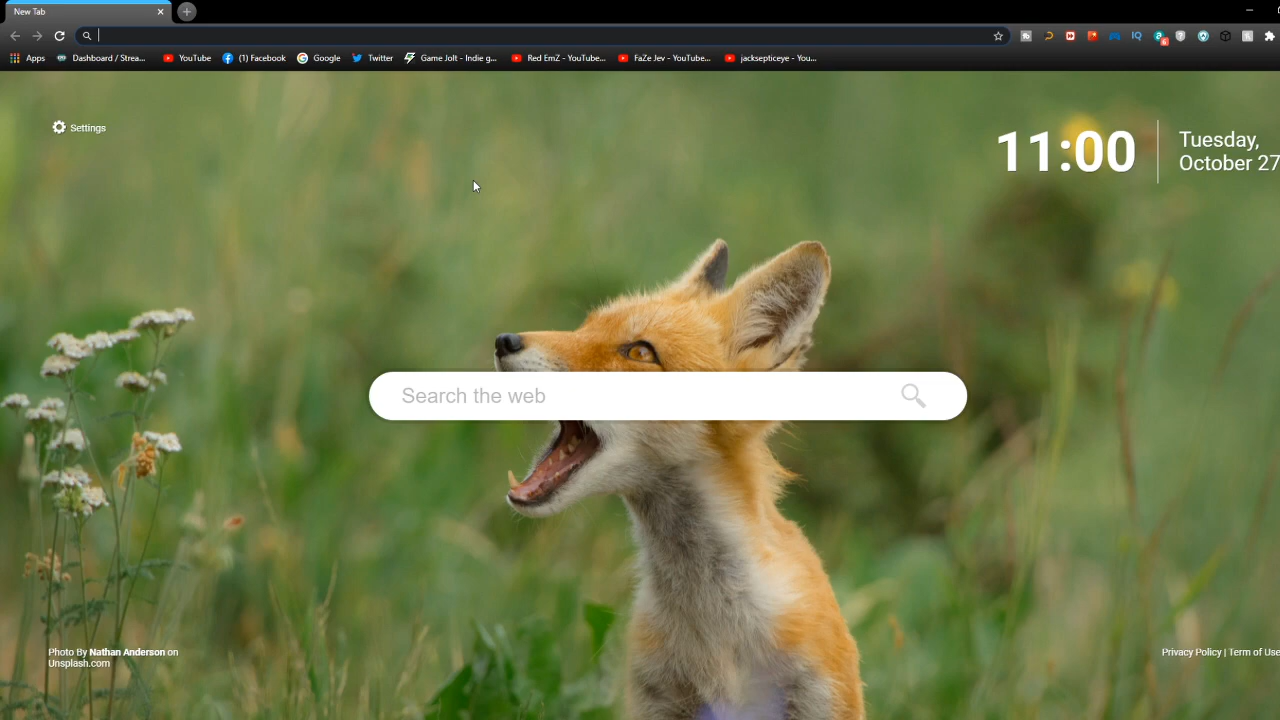 New Tab
Apps
Dashboard / Strea...
YouTube
(1) Facebook
Google
Twitter
Game Jolt - Indie g...
Red EmZ - YouTube...
FaZe Jev - YouTube...
jacksepticeye - You...
Settings
11:00
Tuesday,
October 27
Search the web
Photo By Nathan Anderson on
Unsplash.com
Privacy Policy | Term of Use